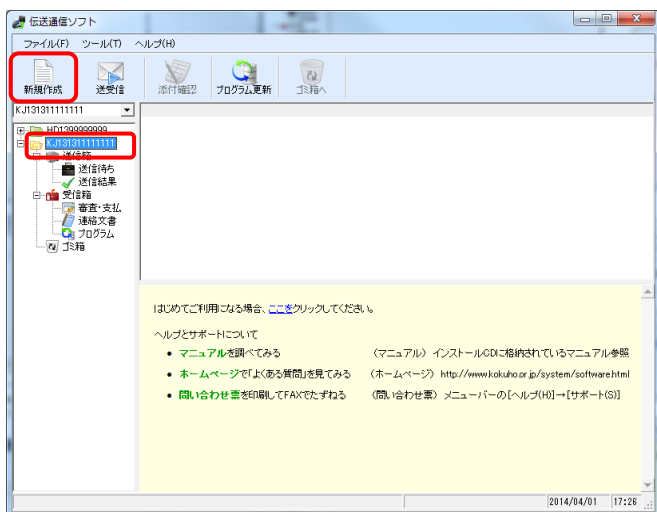 伝送通信ソフト
ファイル(F) ツール(T) ヘルプ(H)
新規作成 送受信 添付確認 プログラム更新 ゴミ箱へ
KJ131311111111
HD1399999999
KJ131311111111
送信箱
送信待ち
送信結果
受信箱
審査・支払
連絡文書
プログラム
ゴミ箱
はじめてご利用になる場合、ここをクリックしてください。
ヘルプとサポートについて
• マニュアルを調べてみる (マニュアル) インストールCDに格納されているマニュアル参照
• ホームページで「よくある質問」を見てみる (ホームページ) http://www.kokuho.or.jp/system/software.html
• 問い合わせ票を印刷してFAXでたずねる (問い合わせ票) メニューバーの[ヘルプ(H)]→[サポート(S)]
2014/04/01 17:26